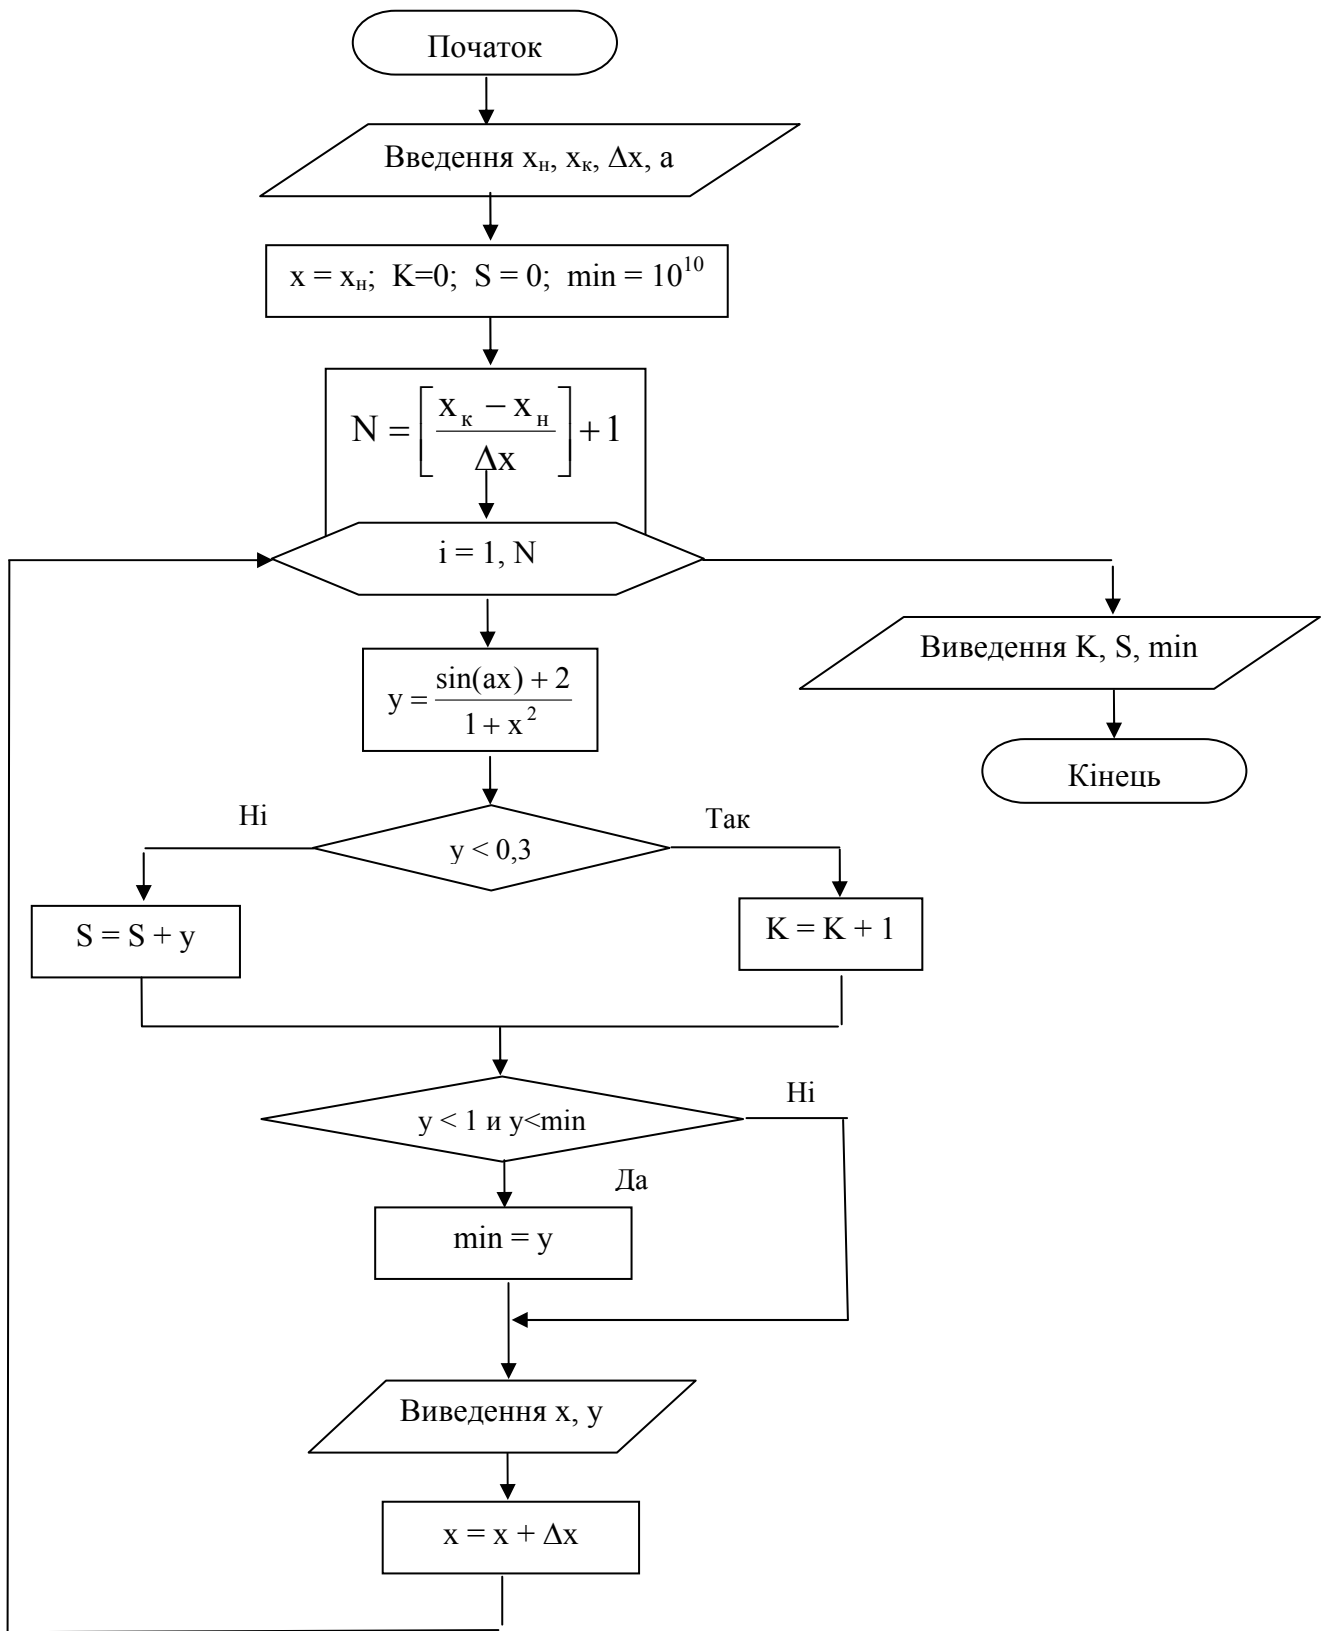 Початок
Введення xн, xк, Δx, a
x = xн; K=0; S = 0; min = 10^10
N = [(xк − xн) / Δx] + 1
i = 1, N
Виведення K, S, min
y = (sin(ax) + 2) / (1 + x^2)
Кінець
Ні
Так
y < 0,3
S = S + y
K = K + 1
Ні
y < 1 и y<min
Да
min = y
Виведення x, y
x = x + Δx